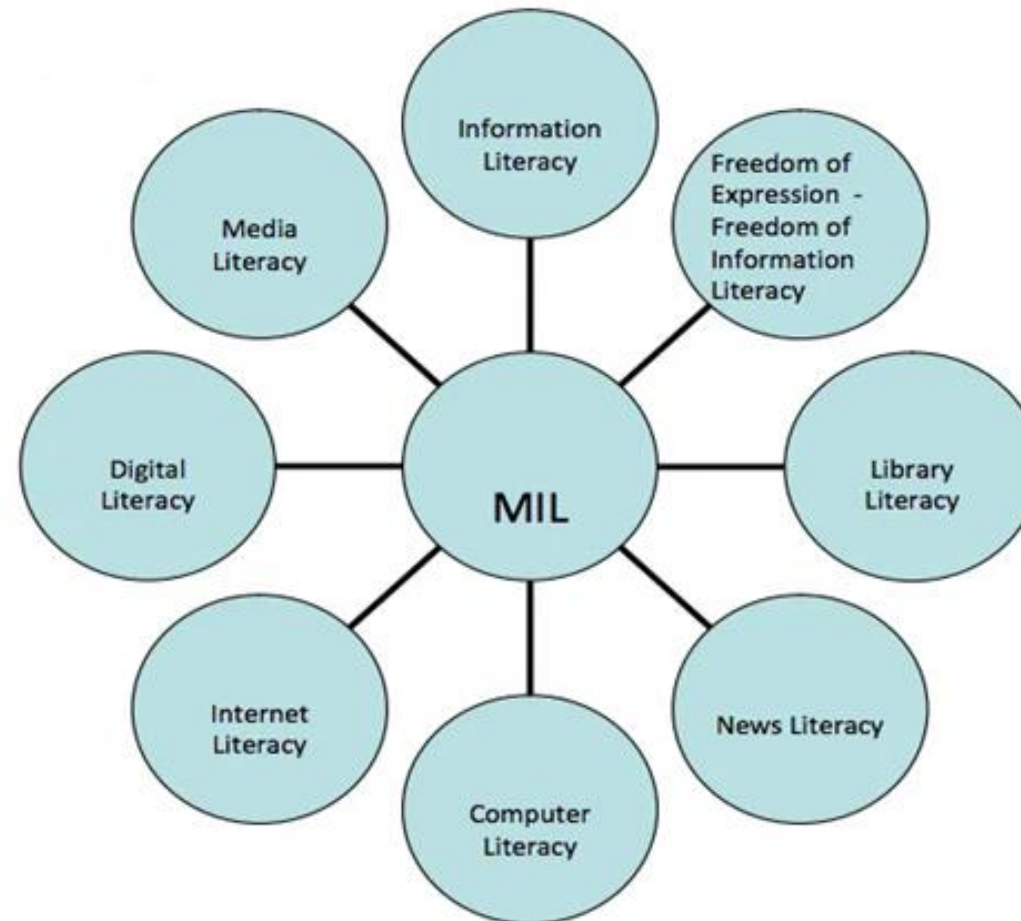 Information
Literacy
Freedom of
Expression -
Freedom of
Information
Literacy
Media
Literacy
Digital
Literacy
MIL
Library
Literacy
Internet
Literacy
News Literacy
Computer
Literacy